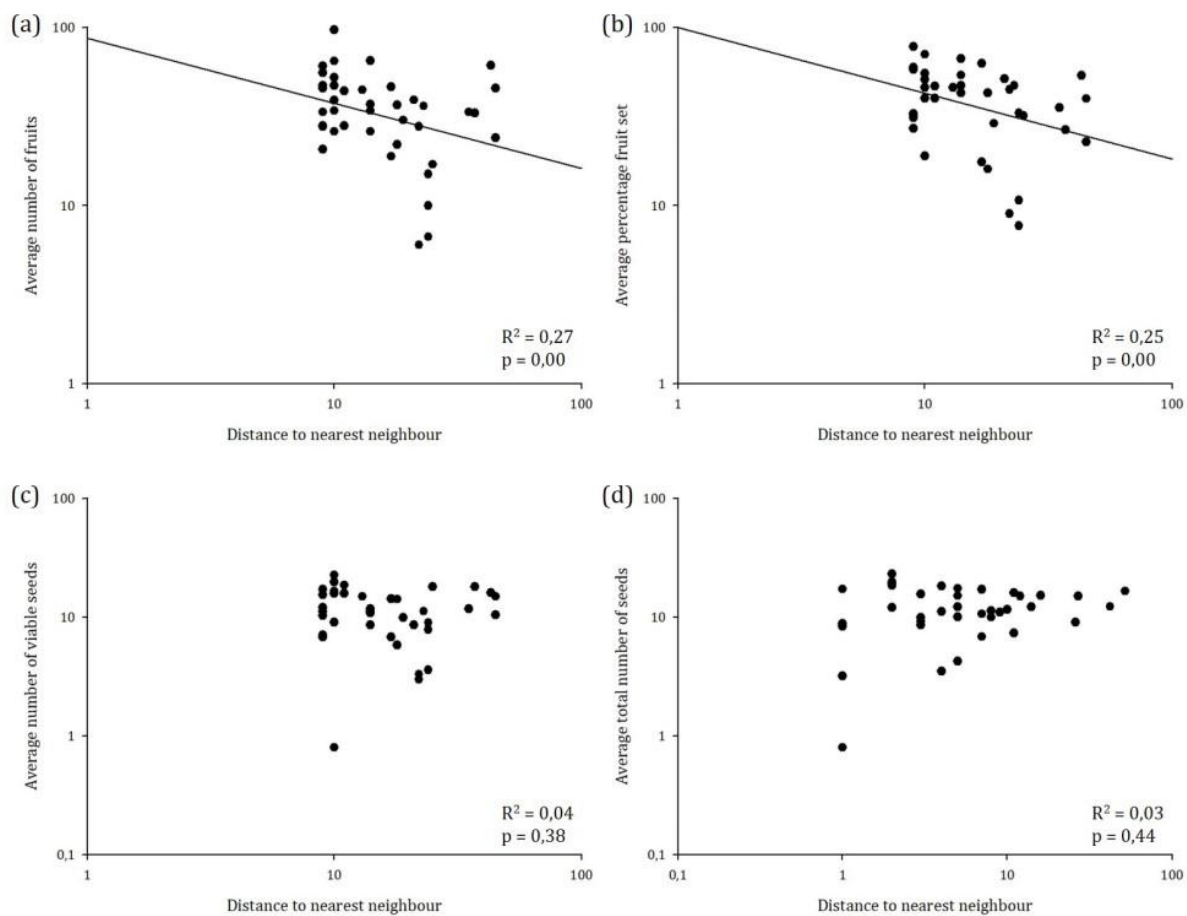 (a)
100
10
1
1
10
100
Average number of fruits
Distance to nearest neighbour
R² = 0,27
p = 0,00
(b)
100
10
1
1
10
100
Average percentage fruit set
Distance to nearest neighbour
R² = 0,25
p = 0,00
(c)
100
10
1
0,1
1
10
100
Average number of viable seeds
Distance to nearest neighbour
R² = 0,04
p = 0,38
(d)
100
10
1
0,1
0,1
1
10
100
Average total number of seeds
Distance to nearest neighbour
R² = 0,03
p = 0,44